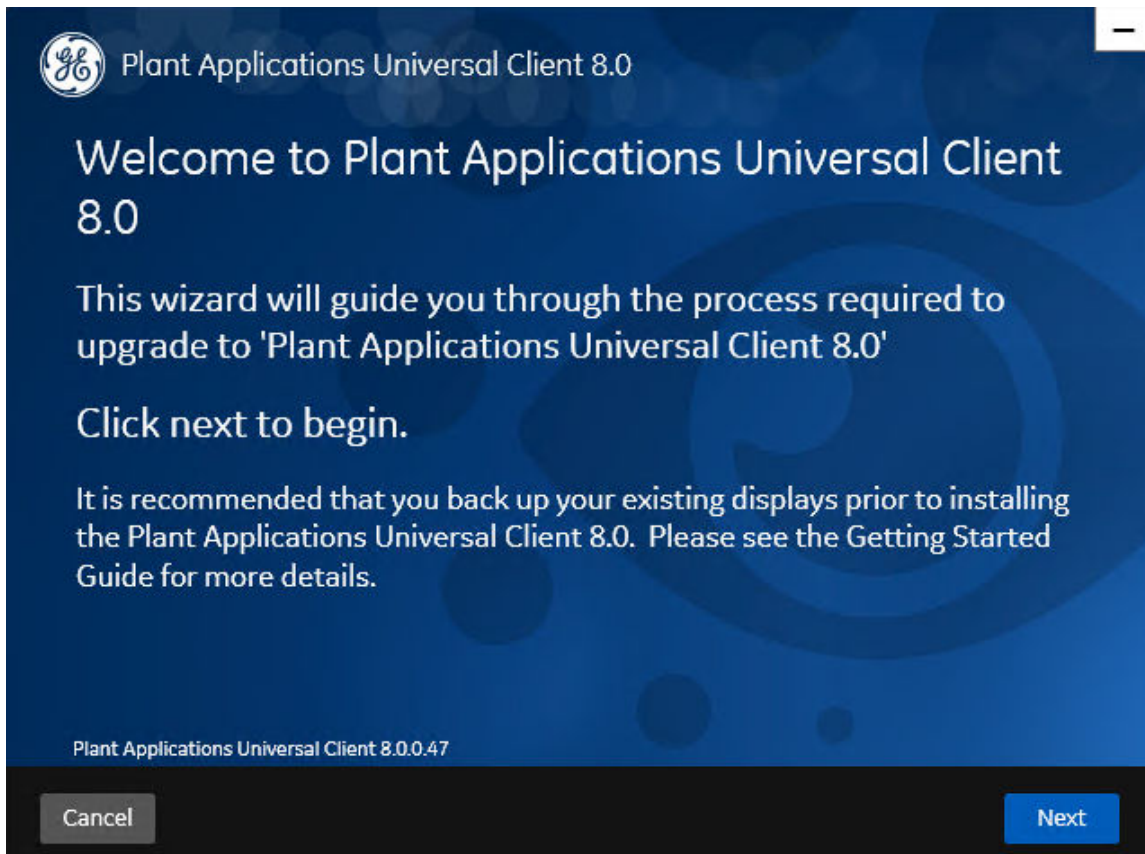 Plant Applications Universal Client 8.0
Welcome to Plant Applications Universal Client
8.0
This wizard will guide you through the process required to
upgrade to 'Plant Applications Universal Client 8.0'
Click next to begin.
It is recommended that you back up your existing displays prior to installing
the Plant Applications Universal Client 8.0.  Please see the Getting Started
Guide for more details.
Plant Applications Universal Client 8.0.0.47
Cancel
Next